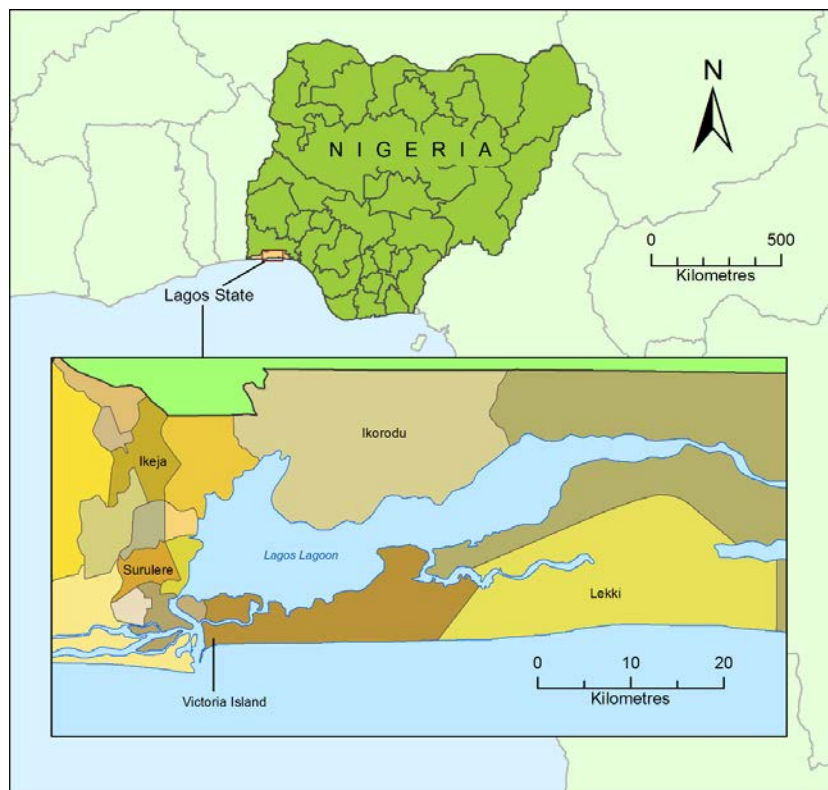 N
NIGERIA
0 500
Kilometres
Lagos State
Ikorodu
Ikeja
Lagos Lagoon
Surulere
Lekki
0 10 20
Kilometres
Victoria Island